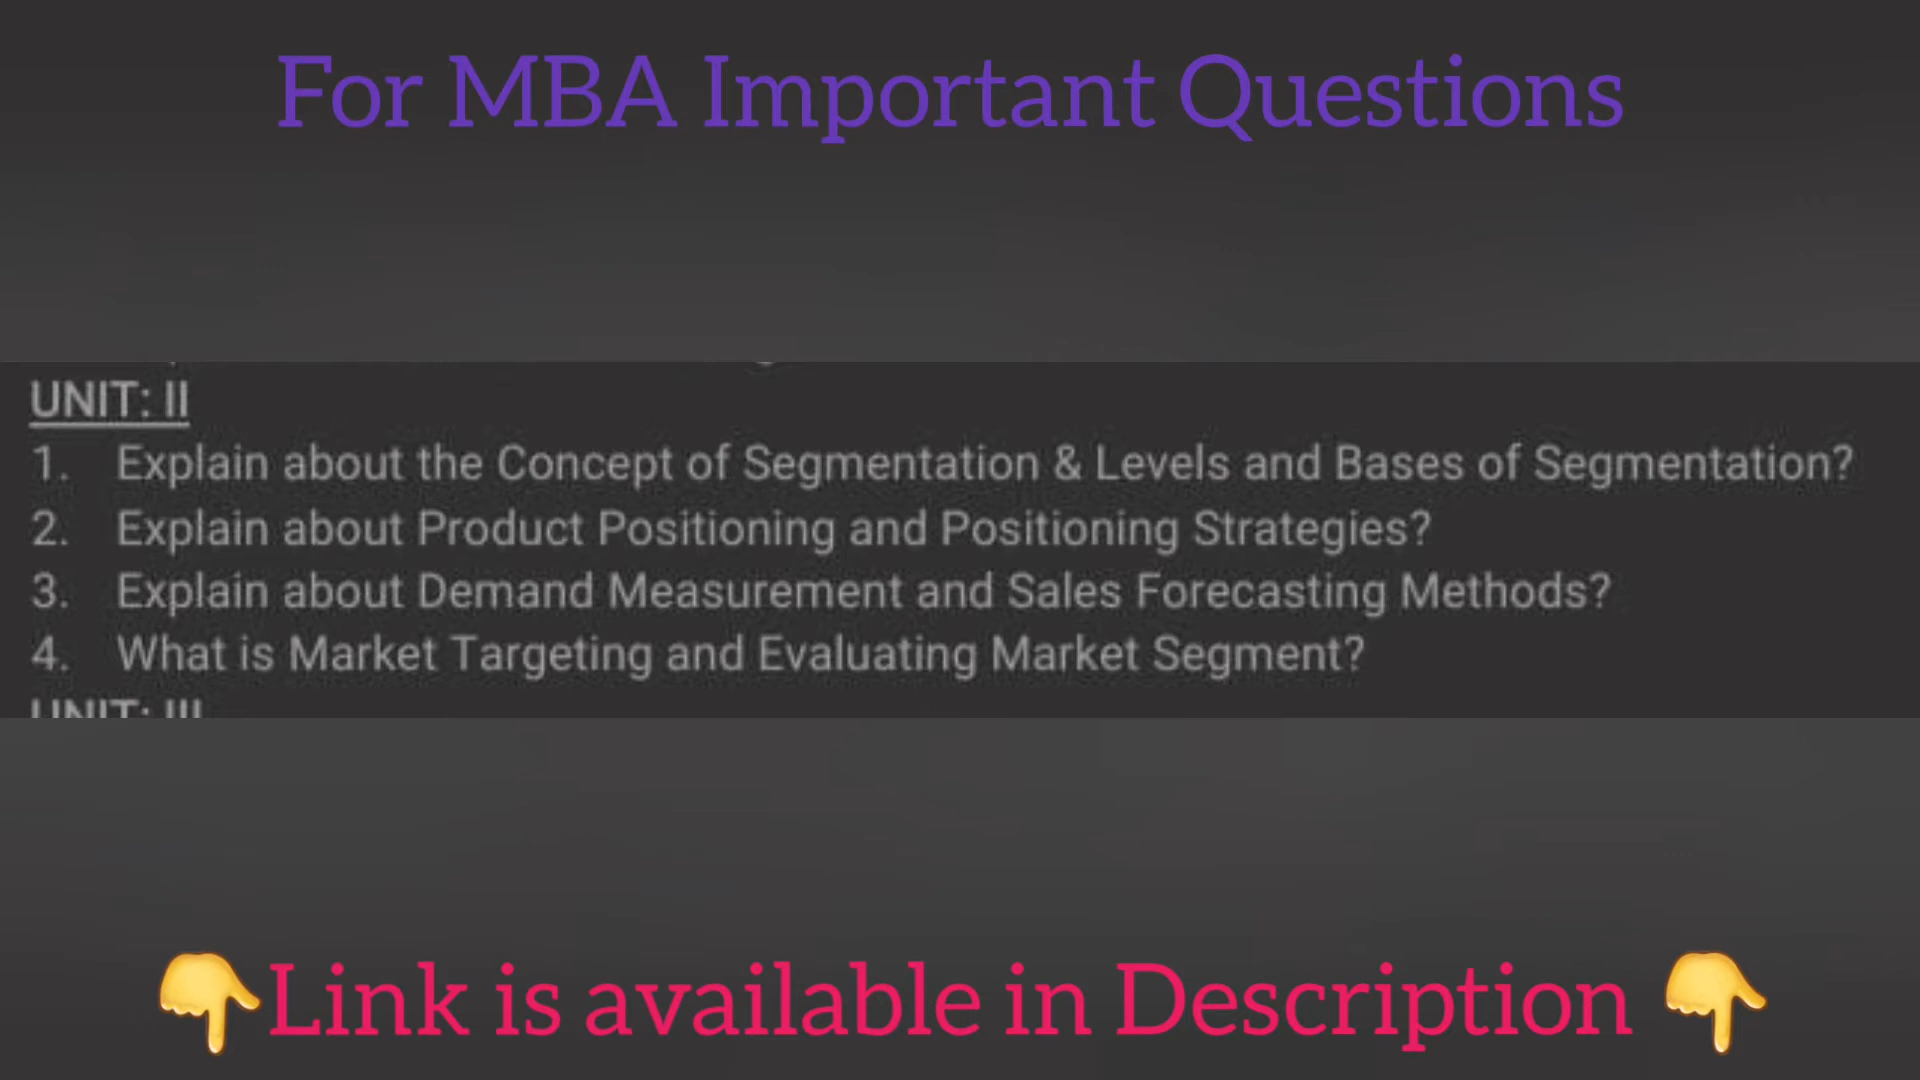 For MBA Important Questions
UNIT: II
1. Explain about the Concept of Segmentation & Levels and Bases of Segmentation?
2. Explain about Product Positioning and Positioning Strategies?
3. Explain about Demand Measurement and Sales Forecasting Methods?
4. What is Market Targeting and Evaluating Market Segment?
UNIT: III
👇Link is available in Description 👇